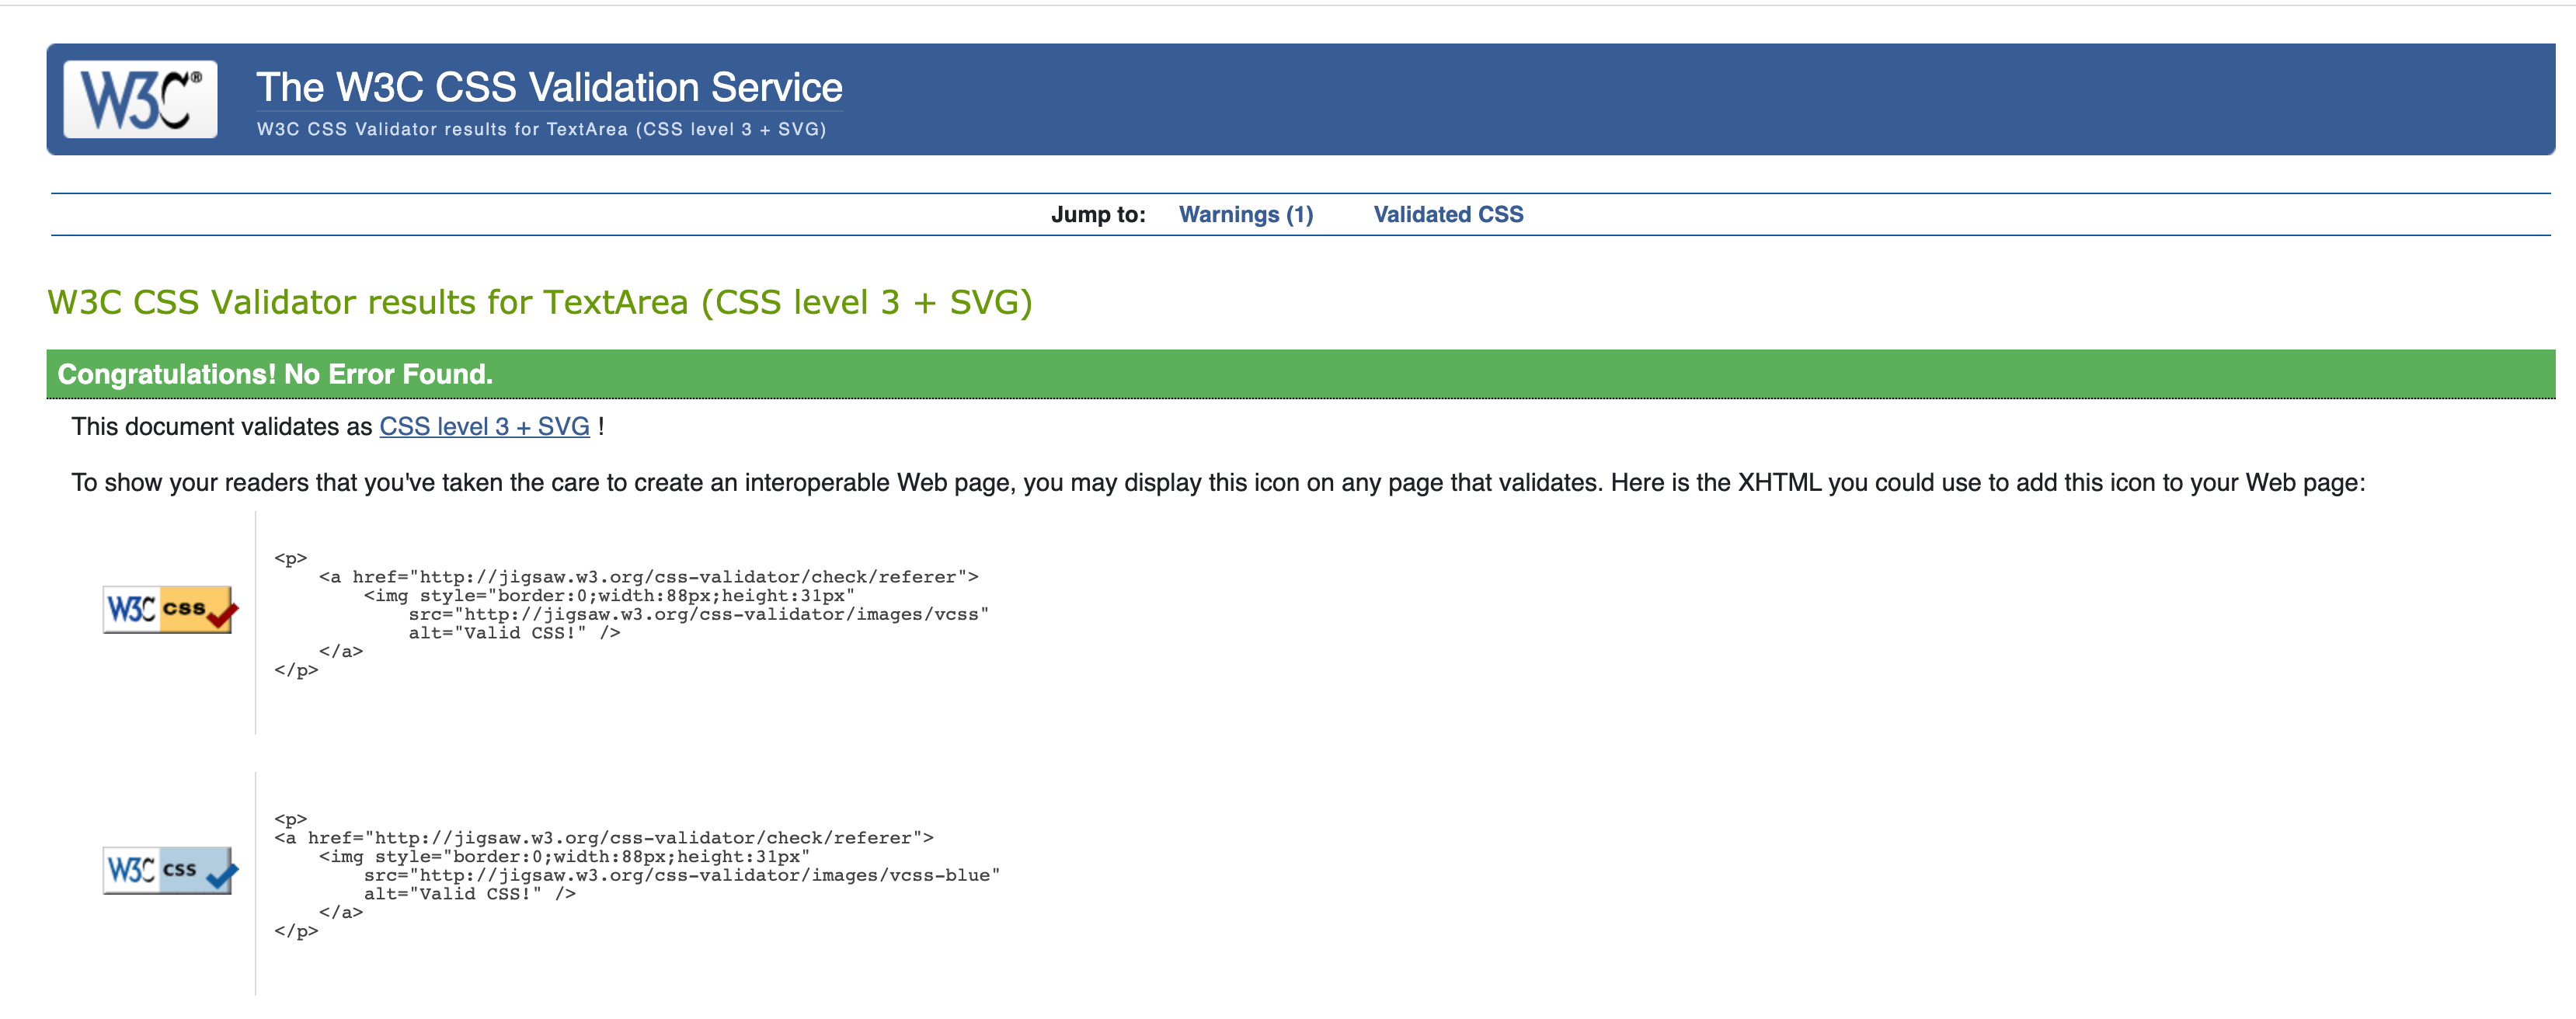 W3C®
The W3C CSS Validation Service
W3C CSS Validator results for TextArea (CSS level 3 + SVG)
Jump to: Warnings (1) Validated CSS
W3C CSS Validator results for TextArea (CSS level 3 + SVG)
Congratulations! No Error Found.
This document validates as CSS level 3 + SVG !
To show your readers that you've taken the care to create an interoperable Web page, you may display this icon on any page that validates. Here is the XHTML you could use to add this icon to your Web page:
W3C css
<p>
    <a href="http://jigsaw.w3.org/css-validator/check/referer">
        <img style="border:0;width:88px;height:31px"
            src="http://jigsaw.w3.org/css-validator/images/vcss"
            alt="Valid CSS!" />
    </a>
</p>
W3C css
<p>
<a href="http://jigsaw.w3.org/css-validator/check/referer">
    <img style="border:0;width:88px;height:31px"
        src="http://jigsaw.w3.org/css-validator/images/vcss-blue"
        alt="Valid CSS!" />
    </a>
</p>